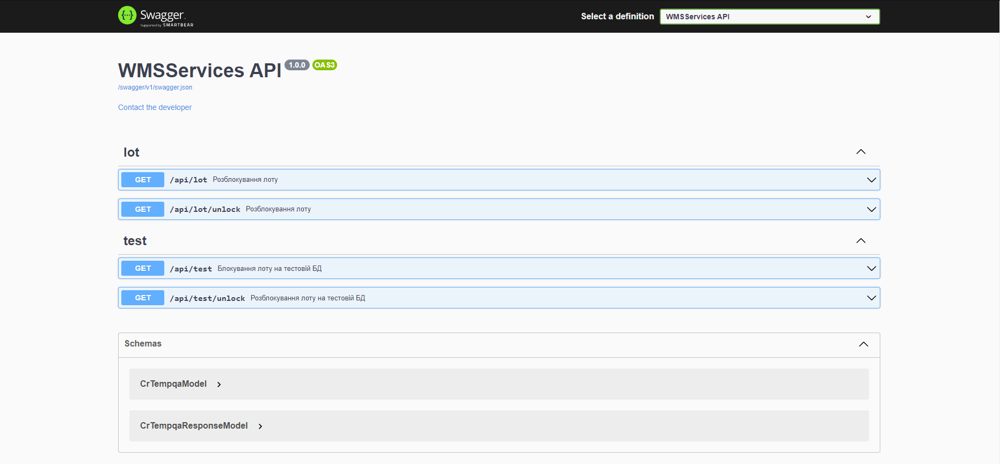 Swagger
Supported by SMARTBEAR
Select a definition
WMSServices API
WMSServices API 1.0.0 OAS3
/swagger/v1/swagger.json
Contact the developer
lot
GET /api/lot Розблокування лоту
GET /api/lot/unlock Розблокування лоту
test
GET /api/test Блокування лоту на тестовій БД
GET /api/test/unlock Розблокування лоту на тестовій БД
Schemas
CrTempqaModel
CrTempqaResponseModel